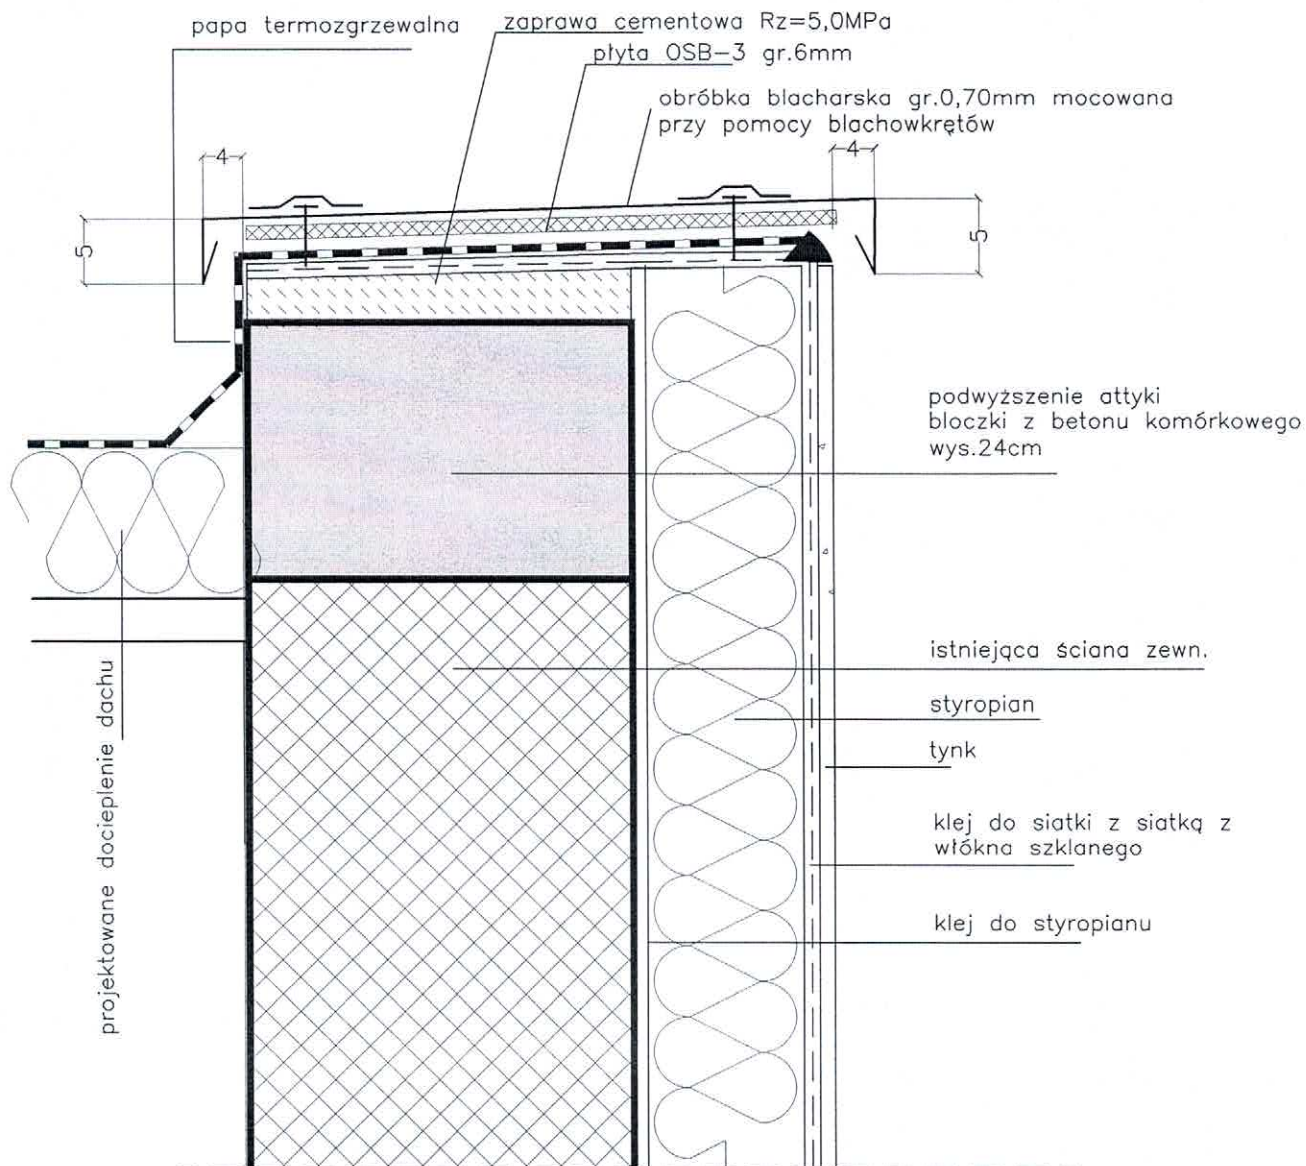 papa termozgrzewalna
zaprawa cementowa Rz=5,0MPa
płyta OSB-3 gr.6mm
obróbka blacharska gr.0,70mm mocowana
przy pomocy blachowkrętów
4
4
5
5
podwyższenie attyki
bloczki z betonu komórkowego
wys.24cm
istniejąca ściana zewn.
styropian
tynk
klej do siatki z siatką z
włókna szklanego
klej do styropianu
projektowane docieplenie dachu